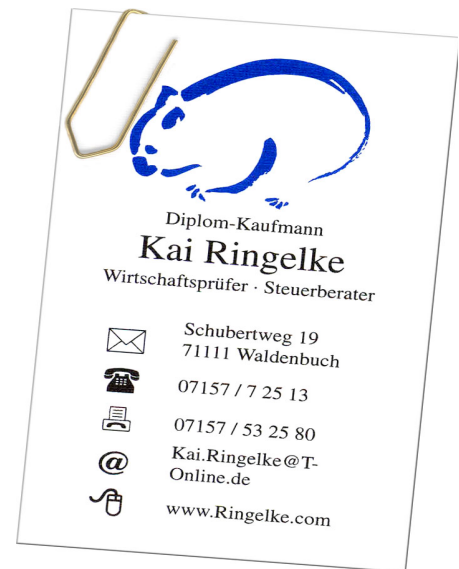 Diplom-Kaufmann
Kai Ringelke
Wirtschaftsprüfer · Steuerberater
Schubertweg 19
71111 Waldenbuch
07157 / 7 25 13
07157 / 53 25 80
@ Kai.Ringelke@T-
Online.de
www.Ringelke.com